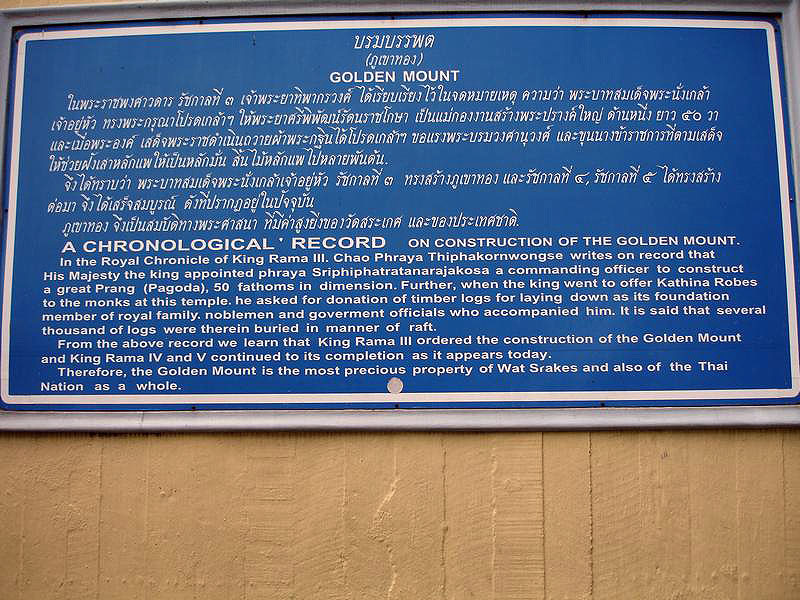 บรมบรรพต
(ภูเขาทอง)
GOLDEN MOUNT
ในพระราชพงศาวดาร รัชกาลที่ ๓ เจ้าพระยาทิพากรวงศ์ ได้เรียบเรียงไว้ในจดหมายเหตุ ความว่า พระบาทสมเด็จพระนั่งเกล้า
เจ้าอยู่หัว ทรงพระกรุณาโปรดเกล้าฯ ให้พระยาศรีพิพัฒน์รัตนราชโกษา เป็นแม่กองงานสร้างพระปรางค์ใหญ่ ด้านหนึ่ง ยาว ๕๐ วา
และเมื่อพระองค์ เสด็จพระราชดำเนินถวายผ้าพระกฐินได้โปรดเกล้าฯ ขอแรงพระบรมวงศานุวงศ์ และขุนนางข้าราชการที่ตามเสด็จ
ให้ช่วยฝังเสาหลักแพให้เป็นหลักมั่น สิ้นไม้หลักแพไปหลายพันต้น.
จึงได้ทราบว่า พระบาทสมเด็จพระนั่งเกล้าเจ้าอยู่หัว รัชกาลที่ ๓ ทรงสร้างภูเขาทอง และรัชกาลที่ ๔, รัชกาลที่ ๕ ได้ทรงสร้าง
ต่อมา จึงได้เสร็จสมบูรณ์ ดังที่ปรากฏอยู่ในปัจจุบัน
ภูเขาทอง จึงเป็นสมบัติทางพระศาสนา ที่มีค่าสูงยิ่งของวัดสระเกศ และของประเทศชาติ.
A CHRONOLOGICAL' RECORD ON CONSTRUCTION OF THE GOLDEN MOUNT.
In the Royal Chronicle of King Rama III. Chao Phraya Thiphakornwongse writes on record that
His Majesty the king appointed phraya Sriphiphatratanarajakosa a commanding officer to construct
a great Prang (Pagoda), 50 fathoms in dimension. Further, when the king went to offer Kathina Robes
to the monks at this temple. he asked for donation of timber logs for laying down as its foundation
member of royal family. noblemen and goverment officials who accompanied him. It is said that several
thousand of logs were therein buried in manner of raft.
From the above record we learn that King Rama III ordered the construction of the Golden Mount
and King Rama IV and V continued to its completion as it appears today.
Therefore, the Golden Mount is the most precious property of Wat Srakes and also of the Thai
Nation as a whole.